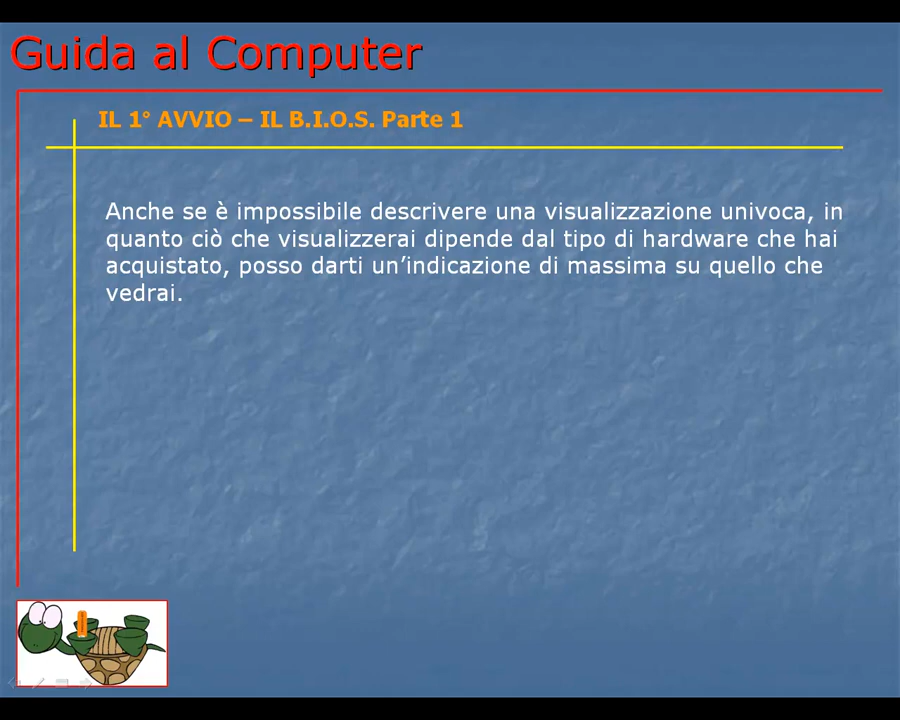 Guida al Computer
IL 1° AVVIO – IL B.I.O.S. Parte 1
Anche se è impossibile descrivere una visualizzazione univoca, in
quanto ciò che visualizzerai dipende dal tipo di hardware che hai
acquistato, posso darti un’indicazione di massima su quello che
vedrai.